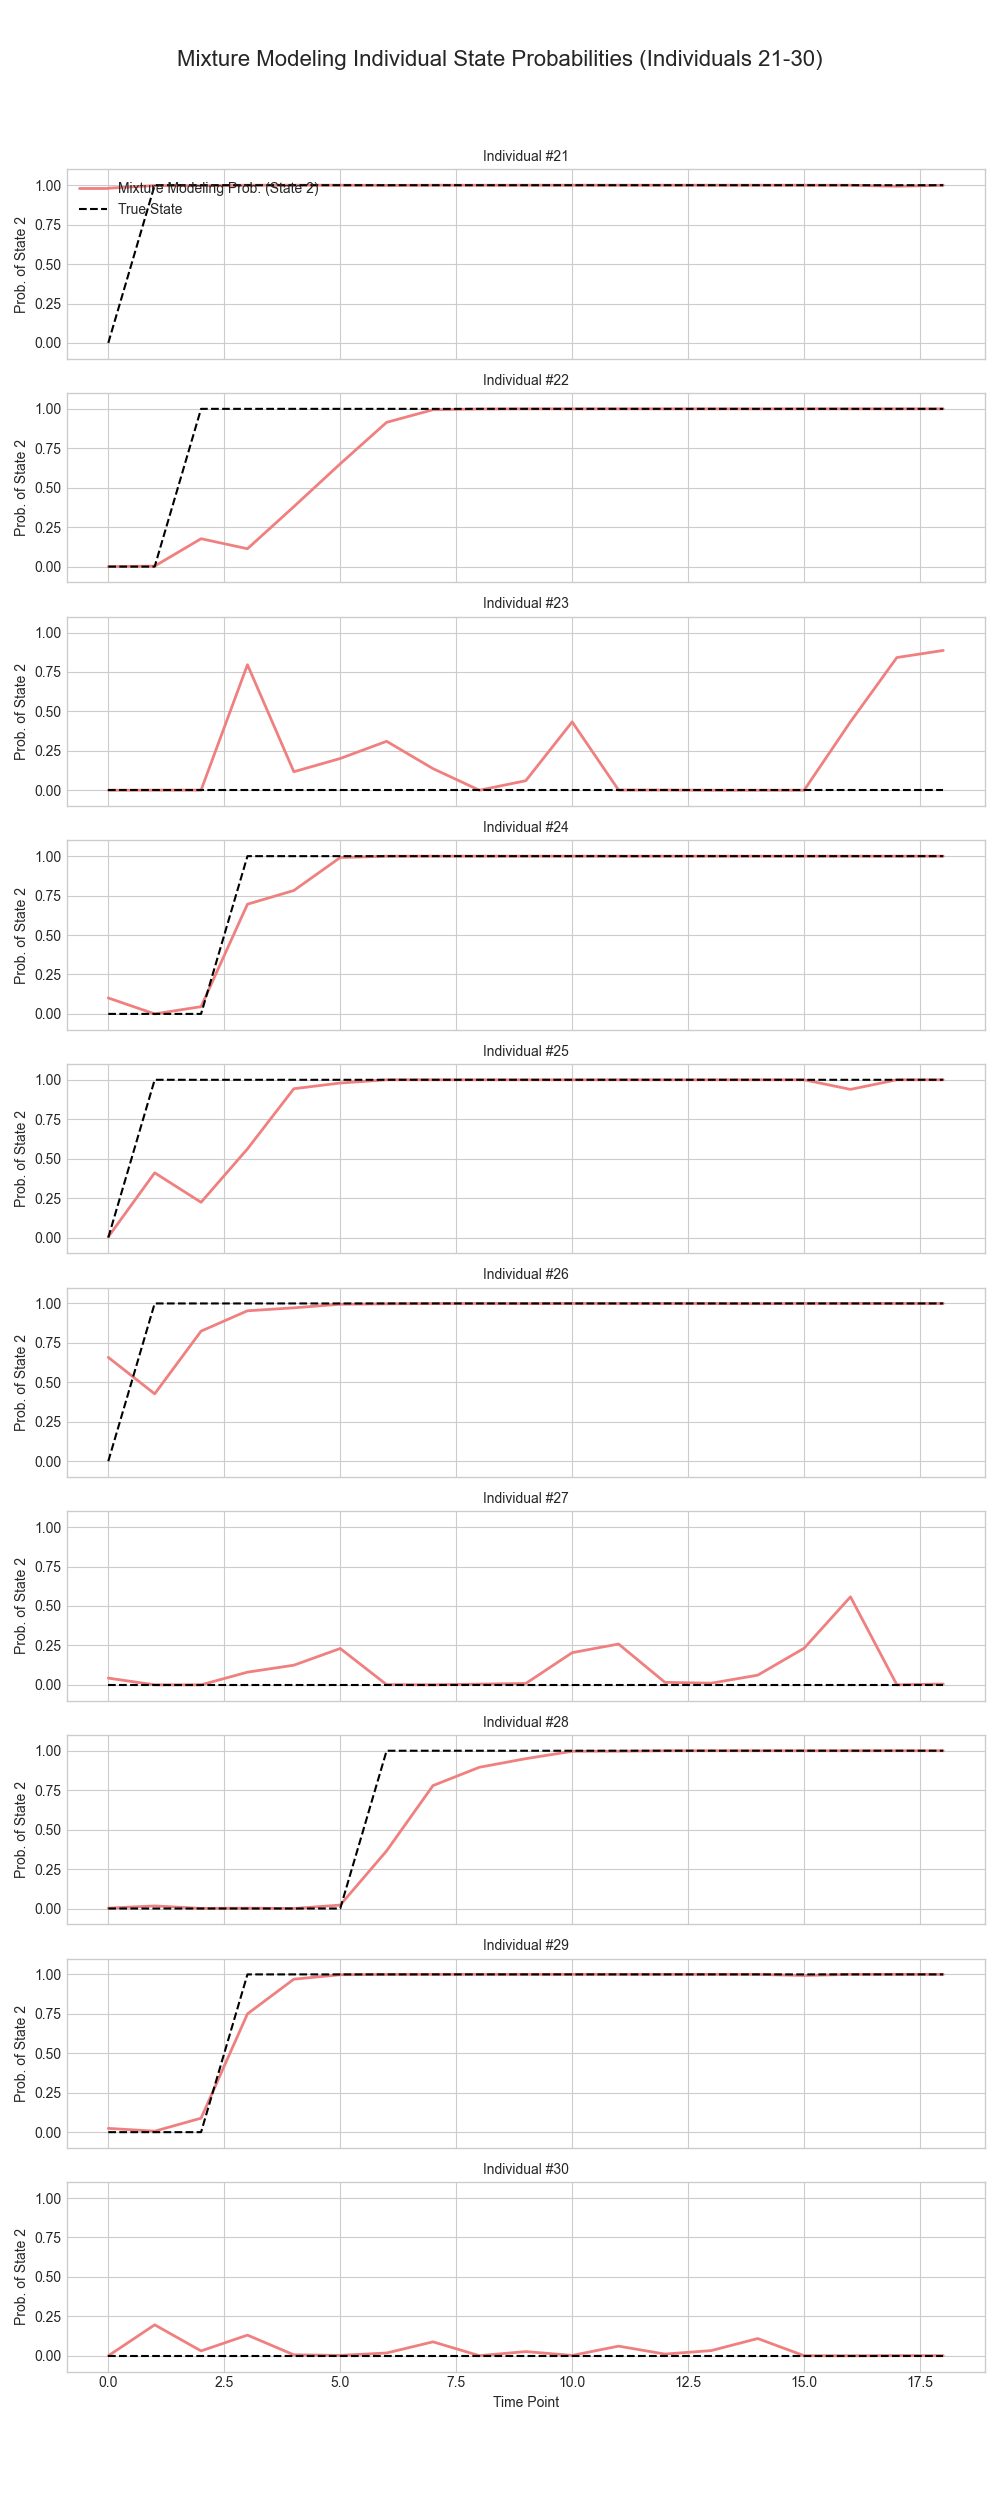 Mixture Modeling Individual State Probabilities (Individuals 21-30)
Individual #21
Mixture Modeling Prob. (State 2)
True State
Prob. of State 2
1.00
0.75
0.50
0.25
0.00
Individual #22
Prob. of State 2
1.00
0.75
0.50
0.25
0.00
Individual #23
Prob. of State 2
1.00
0.75
0.50
0.25
0.00
Individual #24
Prob. of State 2
1.00
0.75
0.50
0.25
0.00
Individual #25
Prob. of State 2
1.00
0.75
0.50
0.25
0.00
Individual #26
Prob. of State 2
1.00
0.75
0.50
0.25
0.00
Individual #27
Prob. of State 2
1.00
0.75
0.50
0.25
0.00
Individual #28
Prob. of State 2
1.00
0.75
0.50
0.25
0.00
Individual #29
Prob. of State 2
1.00
0.75
0.50
0.25
0.00
Individual #30
Prob. of State 2
1.00
0.75
0.50
0.25
0.00
0.0 2.5 5.0 7.5 10.0 12.5 15.0 17.5
Time Point